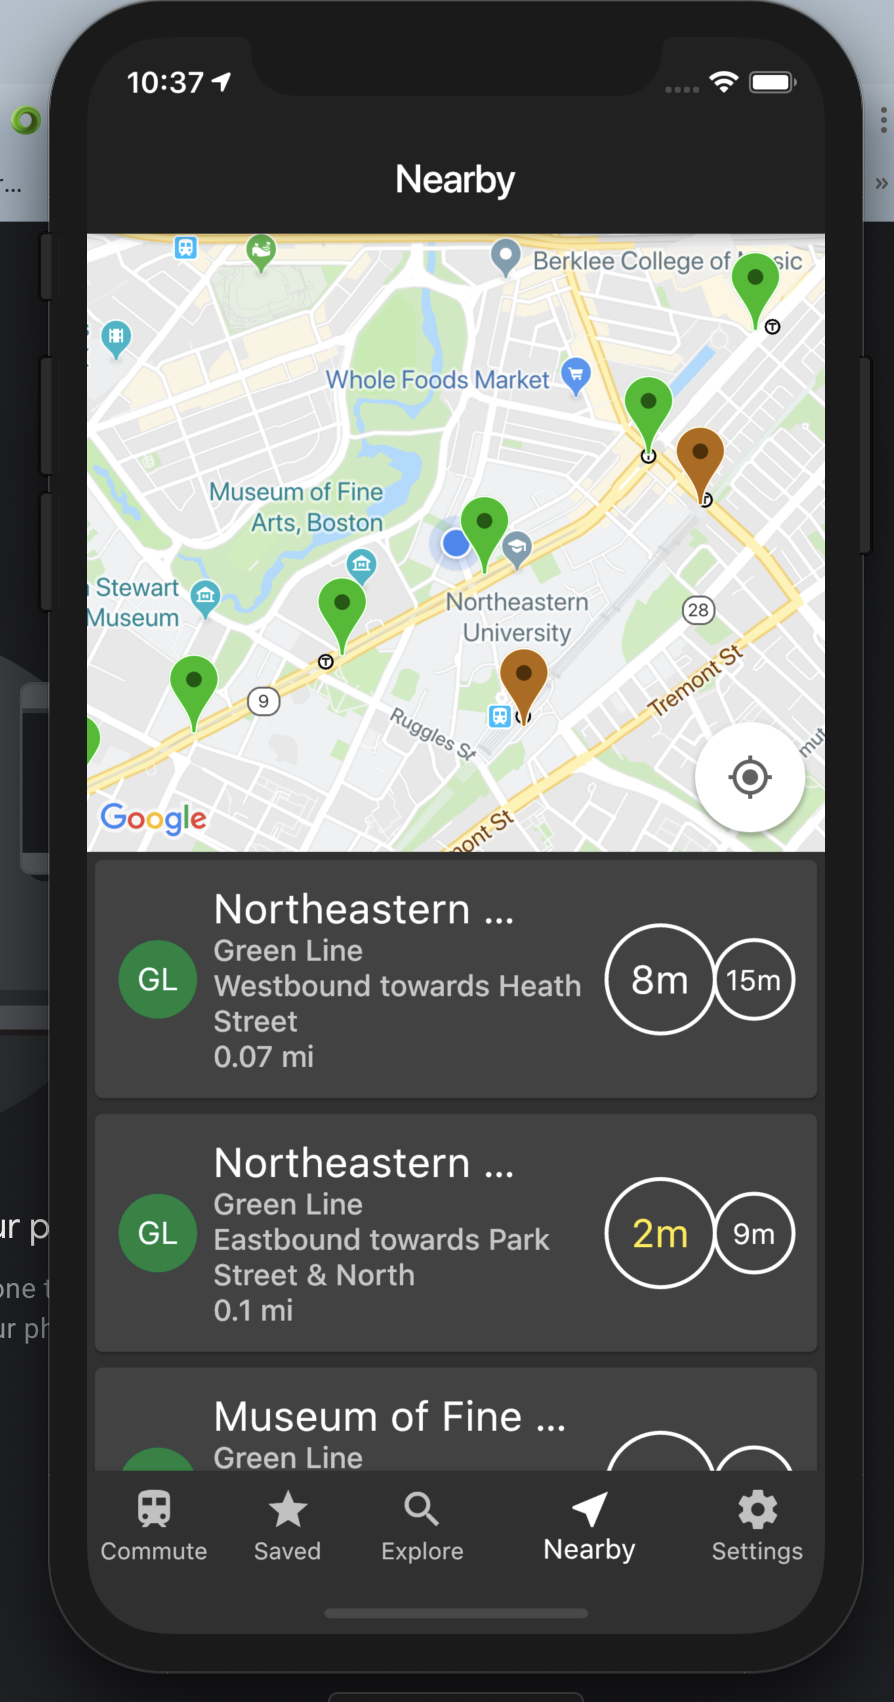 10:37
r...
»
Nearby
Berklee College of
sic
Whole Foods Market
Museum of Fine
Arts, Boston
Stewart
Museum
Northeastern
University
28
9
Tremont St
Ruggles St
mut
mont St
Google
Northeastern ...
GL
Green Line
Westbound towards Heath
Street
0.07 mi
8m
15m
Northeastern ...
GL
Green Line
Eastbound towards Park
Street & North
0.1 mi
2m
9m
ur p
one t
ur ph
Museum of Fine ...
Green Line
Commute
Saved
Explore
Nearby
Settings